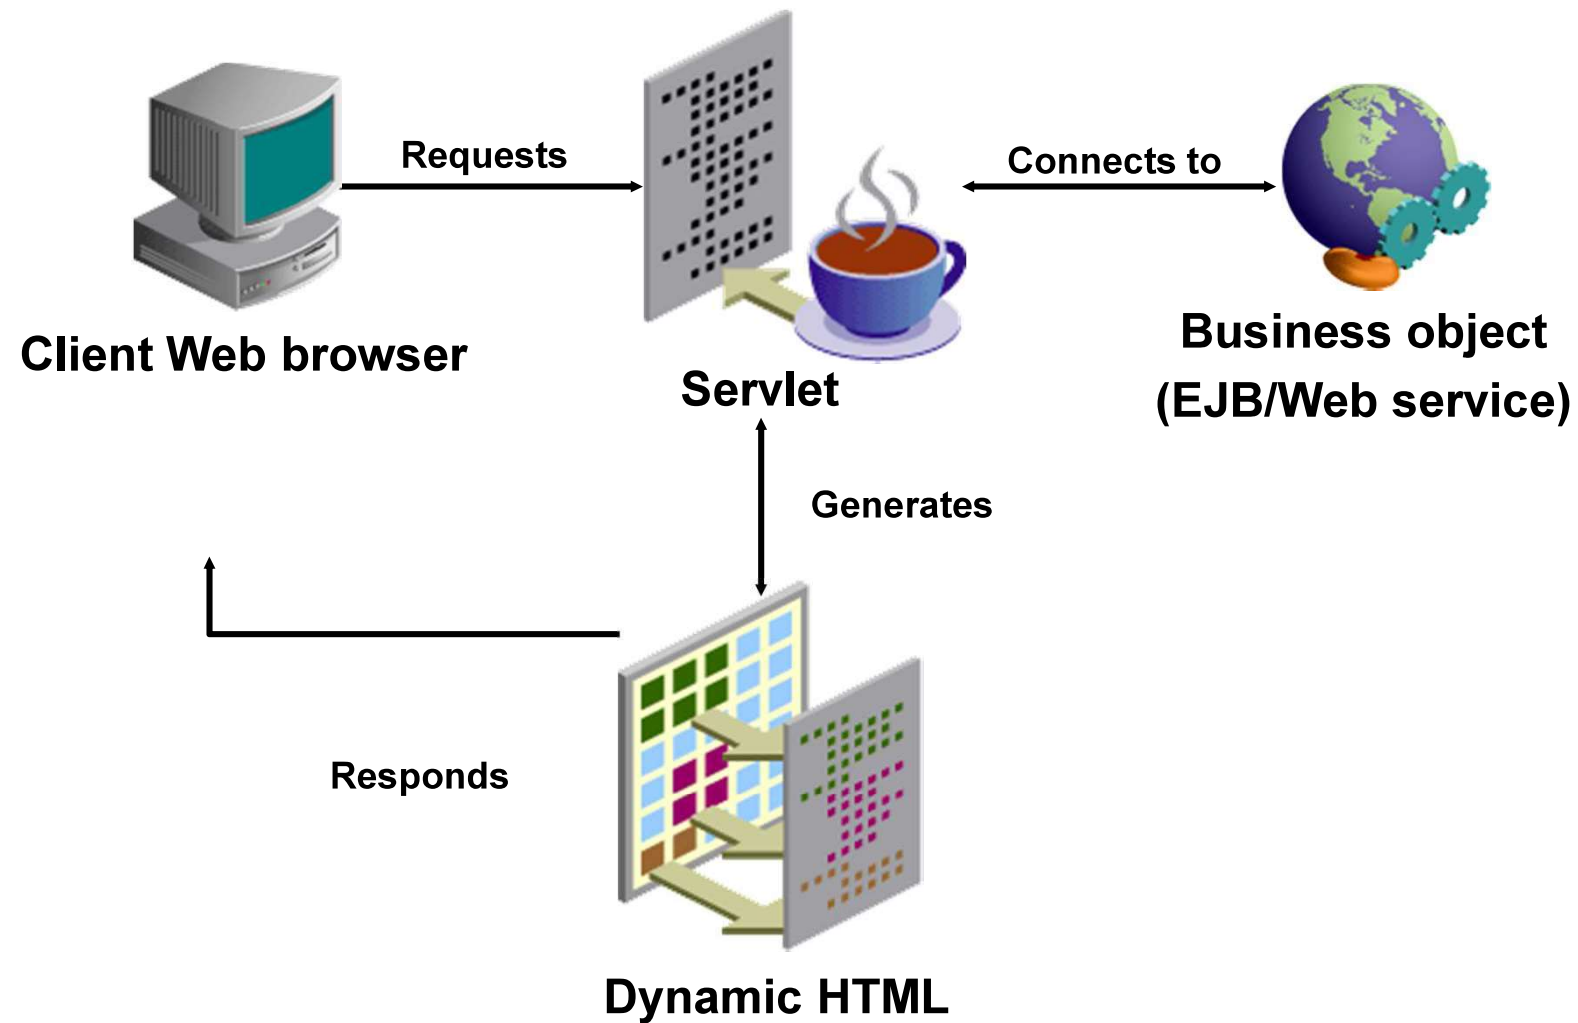 Requests
Connects to
Client Web browser
Servlet
Business object
(EJB/Web service)
Generates
Responds
Dynamic HTML